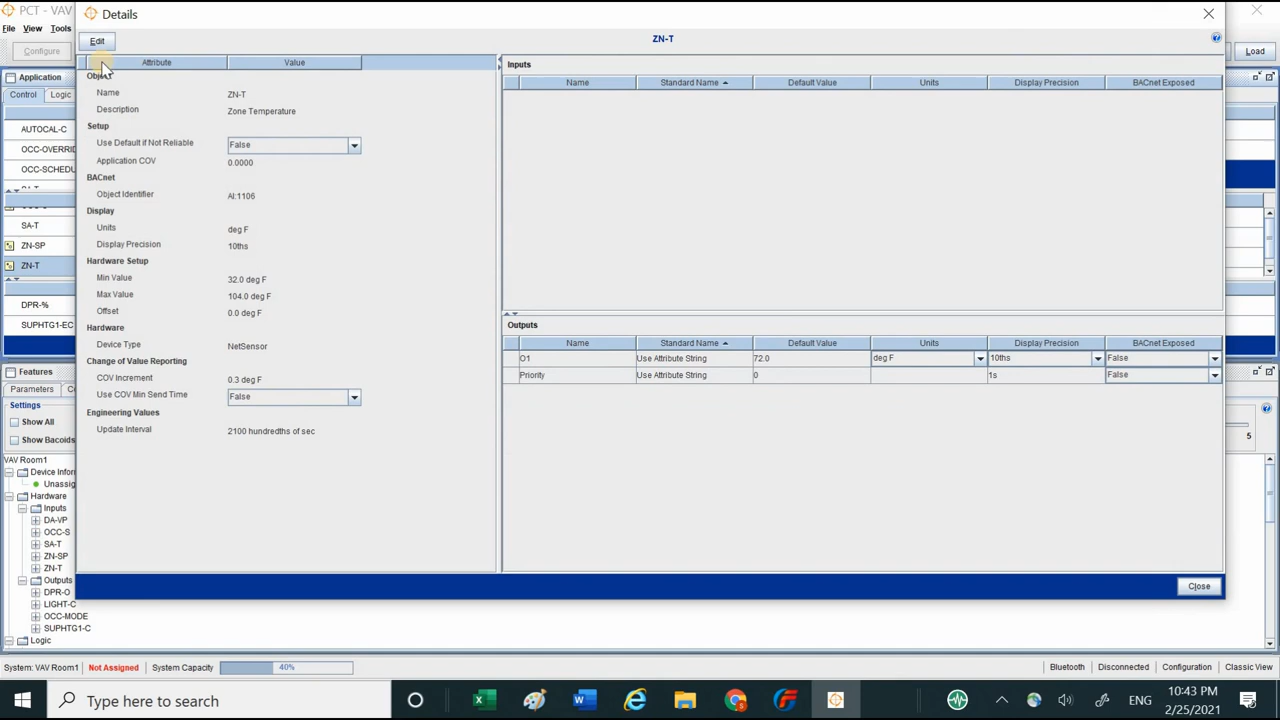 PCT - VAV
Details
File View Tools
Edit
ZN-T
Configure
Load
Attribute Value
Inputs
Application
Object
Name ZN-T
Description Zone Temperature
Name Standard Name Default Value Units Display Precision BACnet Exposed
Control Logic
Setup
AUTOCAL-C
Use Default if Not Reliable False
OCC-OVERRID
Application COV 0.0000
OCC-SCHEDU
BACnet
Object Identifier AI:1106
Display
SA-T
Units deg F
ZN-SP
Display Precision 10ths
ZN-T
Hardware Setup
Min Value 32.0 deg F
Max Value 104.0 deg F
DPR-%
Offset 0.0 deg F
SUPHTG1-EC
Hardware
Outputs
Device Type NetSensor
Name Standard Name Default Value Units Display Precision BACnet Exposed
Change of Value Reporting
O1 Use Attribute String 72.0 deg F 10ths False
Features
COV Increment 0.3 deg F
Priority Use Attribute String 0 1s False
Parameters
Use COV Min Send Time False
Settings
Engineering Values
Show All
Update Interval 2100 hundredths of sec
5
Show Bacoids
VAV Room1
Device Infor
Unassig
Hardware
Inputs
DA-VP
OCC-S
SA-T
ZN-SP
ZN-T
Outputs
DPR-O
Close
LIGHT-C
OCC-MODE
SUPHTG1-C
Logic
System: VAV Room1 Not Assigned System Capacity 40% Bluetooth Disconnected Configuration Classic View
Type here to search
ENG
10:43 PM
2/25/2021